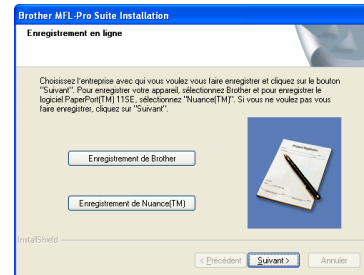 Brother MFL-Pro Suite Installation
Enregistrement en ligne
Choisissez l'entreprise avec qui vous voulez vous faire enregistrer et cliquez sur le bouton
"Suivant". Pour enregistrer votre appareil, sélectionnez Brother et pour enregistrer le
logiciel PaperPort(TM) 11SE, sélectionnez "Nuance(TM)". Si vous ne voulez pas vous
faire enregistrer, cliquez sur "Suivant".
Enregistrement de Brother
Enregistrement de Nuance(TM)
InstallShield
< Précédent
Suivant >
Annuler